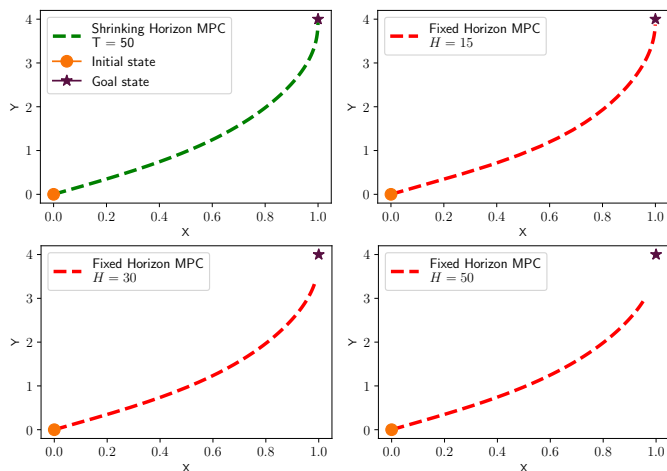 Shrinking Horizon MPC
T = 50
Initial state
Goal state
4
3
2
1
0
Y
0.0 0.2 0.4 0.6 0.8 1.0
X
Fixed Horizon MPC
H = 15
4
3
2
1
0
Y
0.0 0.2 0.4 0.6 0.8 1.0
X
Fixed Horizon MPC
H = 30
4
3
2
1
0
Y
0.0 0.2 0.4 0.6 0.8 1.0
X
Fixed Horizon MPC
H = 50
4
3
2
1
0
Y
0.0 0.2 0.4 0.6 0.8 1.0
X